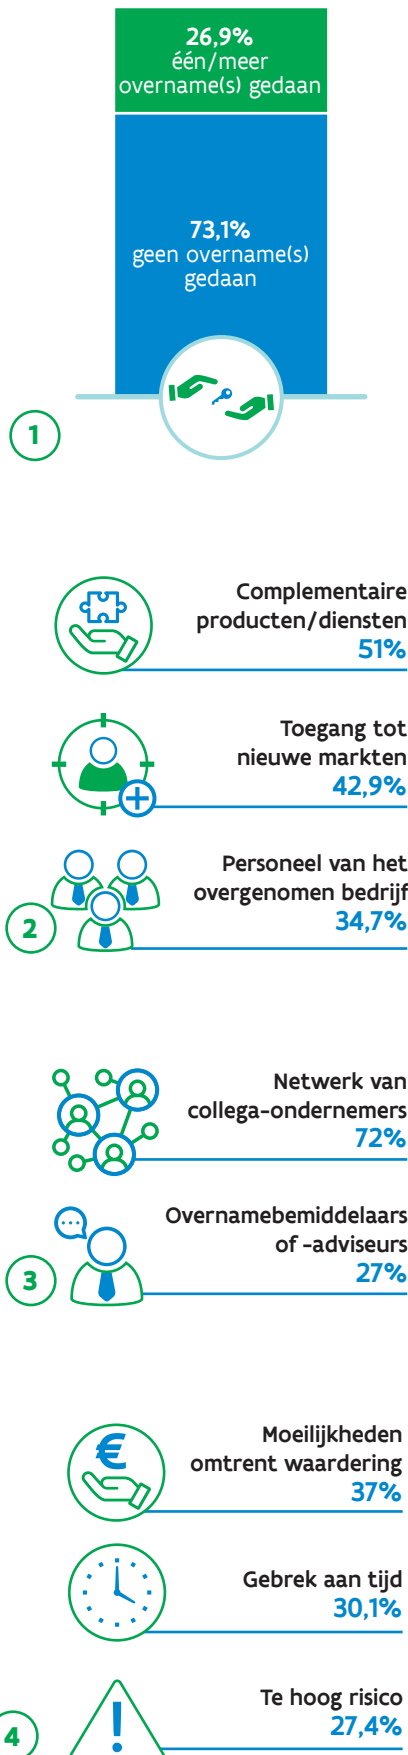 26,9%
één/meer
overname(s) gedaan
73,1%
geen overname(s)
gedaan
1
Complementaire
producten/diensten
51%
Toegang tot
nieuwe markten
42,9%
Personeel van het
overgenomen bedrijf
34,7%
2
Netwerk van
collega-ondernemers
72%
Overnamebemiddelaars
of -adviseurs
27%
3
€
Moeilijkheden
omtrent waardering
37%
Gebrek aan tijd
30,1%
Te hoog risico
27,4%
!
4